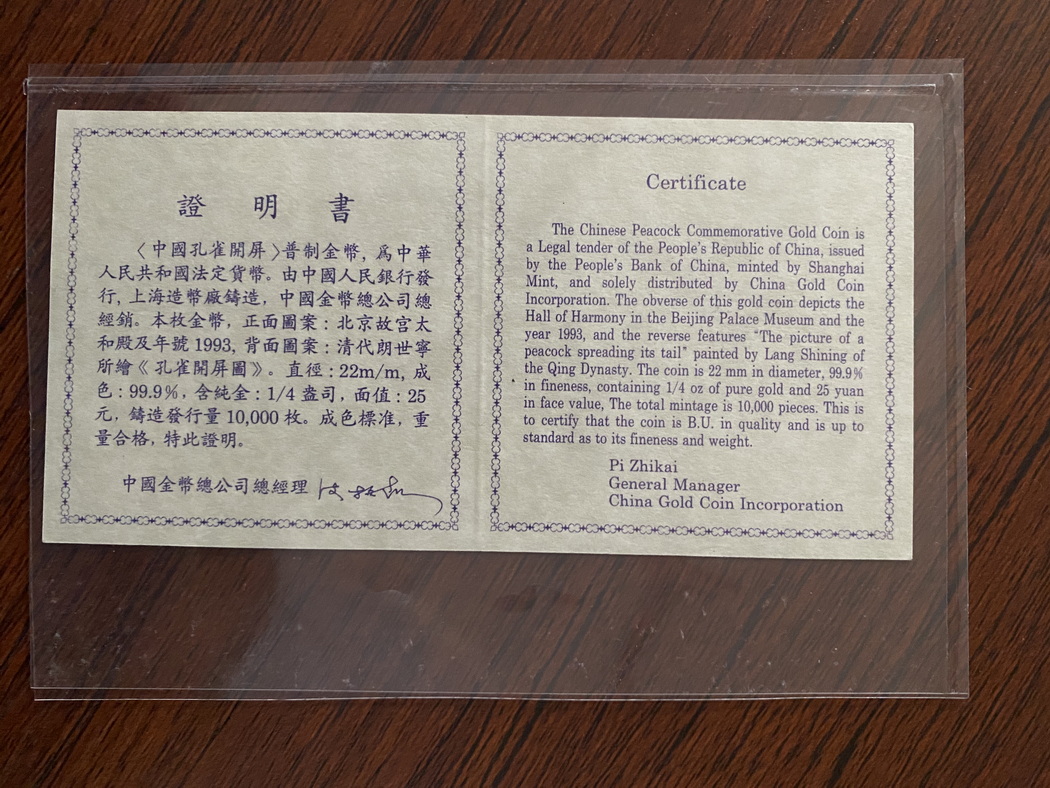 證 明 書
〈中國孔雀開屏〉普制金幣，爲中華
人民共和國法定貨幣。由中國人民銀行發
行，上海造幣廠鑄造，中國金幣總公司總
經銷。本枚金幣，正面圖案：北京故宫太
和殿及年號1993，背面圖案：清代朗世寧
所繪《孔雀開屏圖》。直徑：22m/m，成
色：99.9%，含純金：1/4盎司，面值：25
元，鑄造發行量10,000枚。成色標准，重
量合格，特此證明。
中國金幣總公司總經理
Certificate
The Chinese Peacock Commemorative Gold Coin is
a Legal tender of the People's Republic of China, issued
by the People's Bank of China, minted by Shanghai
Mint, and solely distributed by China Gold Coin
Incorporation. The obverse of this gold coin depicts the
Hall of Harmony in the Beijing Palace Museum and the
year 1993, and the reverse features "The picture of a
peacock spreading its tail" painted by Lang Shining of
the Qing Dynasty. The coin is 22 mm in diameter, 99.9%
in fineness, containing 1/4 oz of pure gold and 25 yuan
in face value, The total mintage is 10,000 pieces. This is
to certify that the coin is B.U. in quality and is up to
standard as to its fineness and weight.
Pi Zhikai
General Manager
China Gold Coin Incorporation